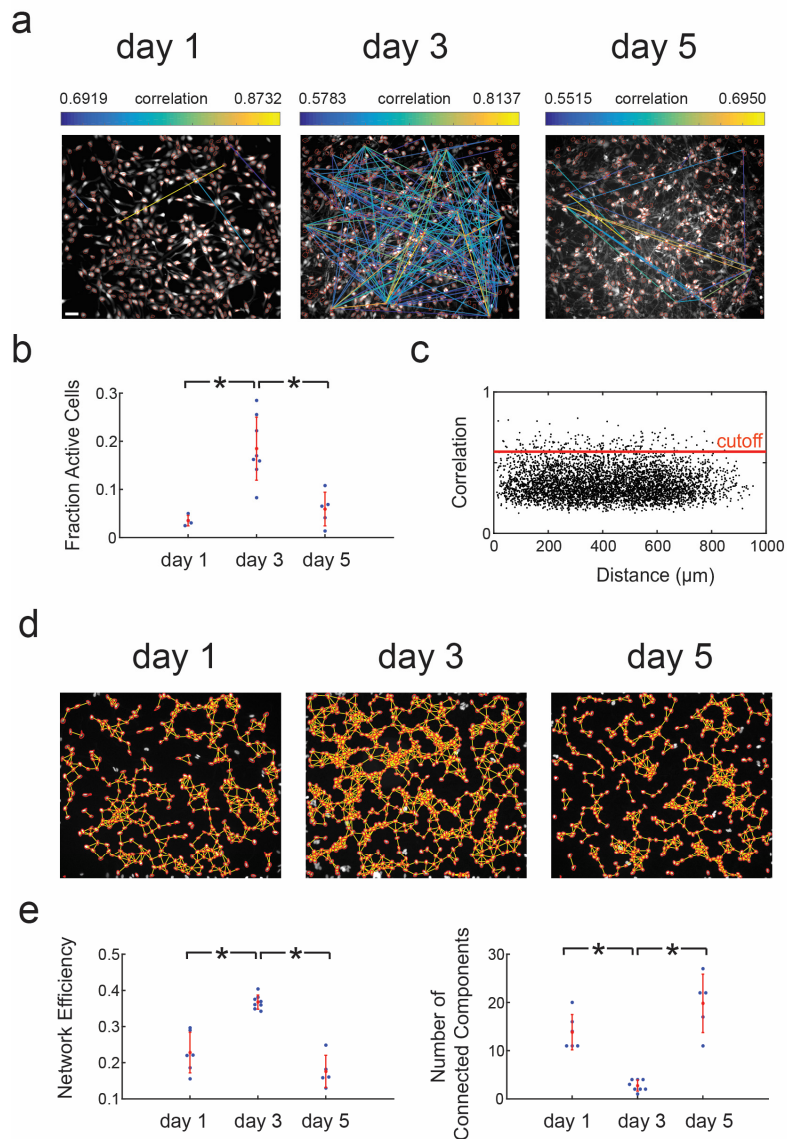 a
day 1 day 3 day 5
0.6919 correlation 0.8732 0.5783 correlation 0.8137 0.5515 correlation 0.6950
b
Fraction Active Cells
0.3
0.2
0.1
0
* *
day 1 day 3 day 5
c
Correlation
1
0
cutoff
0 200 400 600 800 1000
Distance (µm)
d
day 1 day 3 day 5
e
Network Efficiency
0.5
0.4
0.3
0.2
0.1
* *
day 1 day 3 day 5
Number of
Connected Components
30
20
10
0
* *
day 1 day 3 day 5